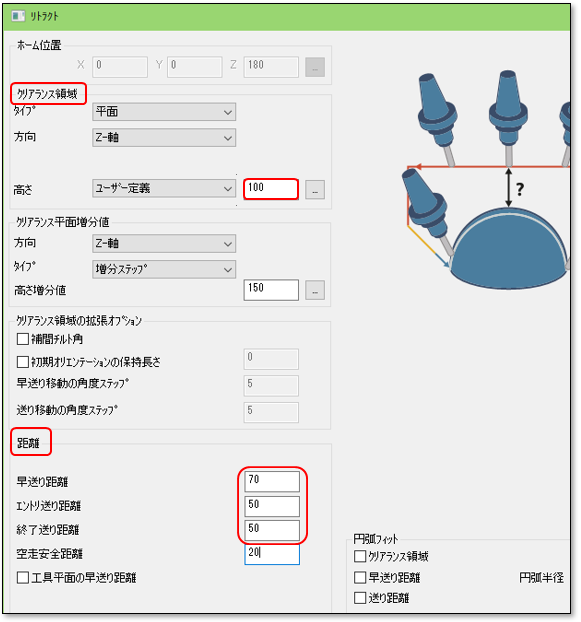 リトラクト
ホーム位置
X 0 Y 0 Z 180 ...
クリアランス領域
タイプ 平面
方向 Z-軸
高さ ユーザー定義 100 ...
?
クリアランス平面増分値
方向 Z-軸
タイプ 増分ステップ
高さ増分値 150 ...
クリアランス領域の拡張オプション
補間チルト角
初期オリエンテーションの保持長さ 0
早送り移動の角度ステップ 5
送り移動の角度ステップ 5
距離
早送り距離 70
エントリ送り距離 50
終了送り距離 50
空走安全距離 20
工具平面の早送り距離
円弧フィット
クリアランス領域
早送り距離 円弧半径
送り距離